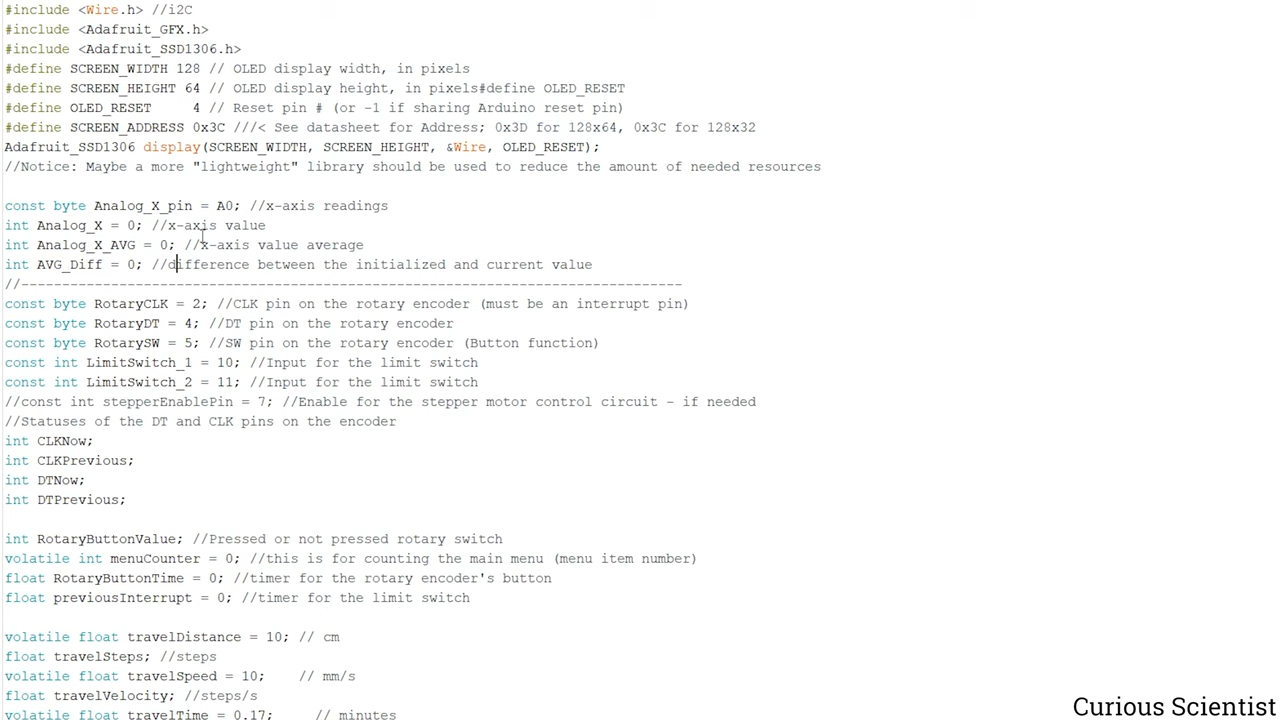 #include <Wire.h> //i2C
#include <Adafruit_GFX.h>
#include <Adafruit_SSD1306.h>
#define SCREEN_WIDTH 128 // OLED display width, in pixels
#define SCREEN_HEIGHT 64 // OLED display height, in pixels#define OLED_RESET
#define OLED_RESET     4 // Reset pin # (or -1 if sharing Arduino reset pin)
#define SCREEN_ADDRESS 0x3C ///< See datasheet for Address; 0x3D for 128x64, 0x3C for 128x32
Adafruit_SSD1306 display(SCREEN_WIDTH, SCREEN_HEIGHT, &Wire, OLED_RESET);
//Notice: Maybe a more "lightweight" library should be used to reduce the amount of needed resources
const byte Analog_X_pin = A0; //x-axis readings
int Analog_X = 0; //x-axis value
int Analog_X_AVG = 0; //x-axis value average
int AVG_Diff = 0; //difference between the initialized and current value
//---------------------------------------------------------------------------------
const byte RotaryCLK = 2; //CLK pin on the rotary encoder (must be an interrupt pin)
const byte RotaryDT = 4; //DT pin on the rotary encoder
const byte RotarySW = 5; //SW pin on the rotary encoder (Button function)
const int LimitSwitch_1 = 10; //Input for the limit switch
const int LimitSwitch_2 = 11; //Input for the limit switch
//const int stepperEnablePin = 7; //Enable for the stepper motor control circuit - if needed
//Statuses of the DT and CLK pins on the encoder
int CLKNow;
int CLKPrevious;
int DTNow;
int DTPrevious;
int RotaryButtonValue; //Pressed or not pressed rotary switch
volatile int menuCounter = 0; //this is for counting the main menu (menu item number)
float RotaryButtonTime = 0; //timer for the rotary encoder's button
float previousInterrupt = 0; //timer for the limit switch
volatile float travelDistance = 10; // cm
float travelSteps; //steps
volatile float travelSpeed = 10;    // mm/s
float travelVelocity; //steps/s
volatile float travelTime = 0.17;     // minutes
Curious Scientist